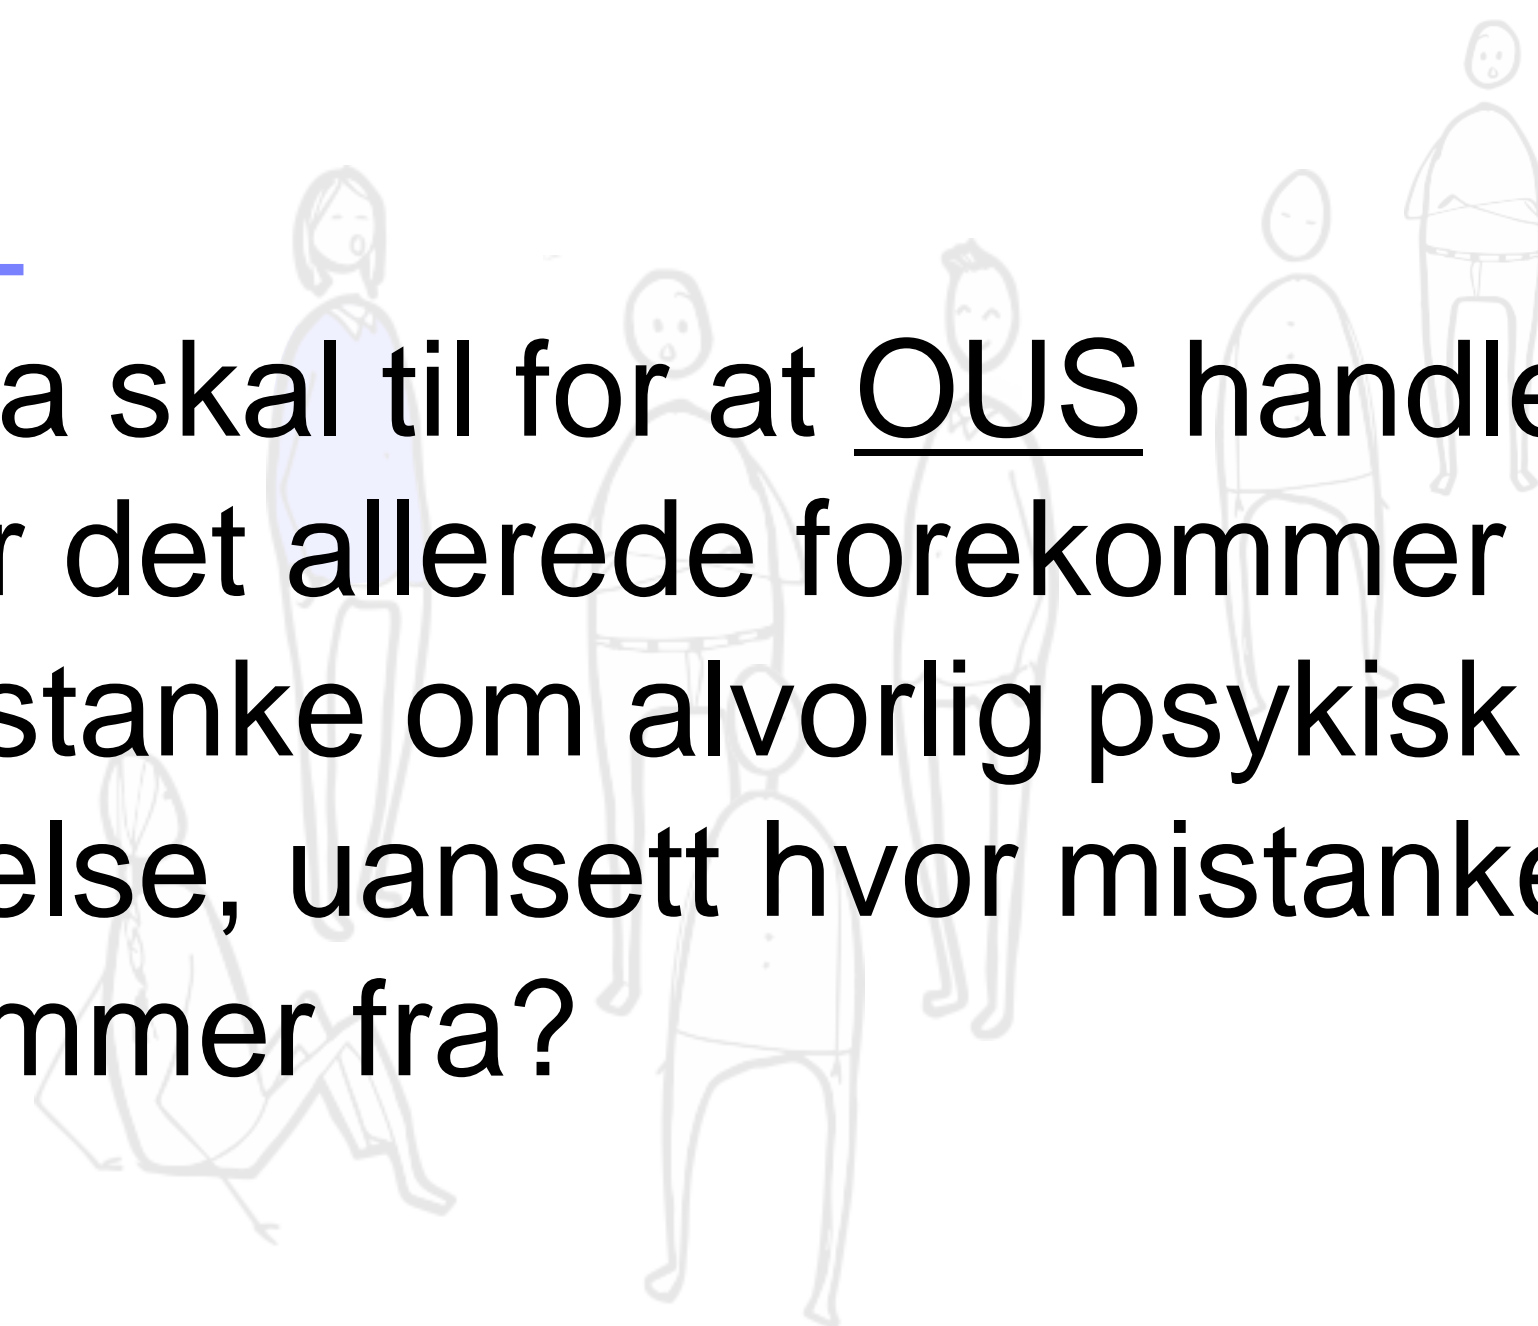 a skal til for at OUS handle
r det allerede forekommer
stanke om alvorlig psykisk
else, uansett hvor mistanke
mmer fra?